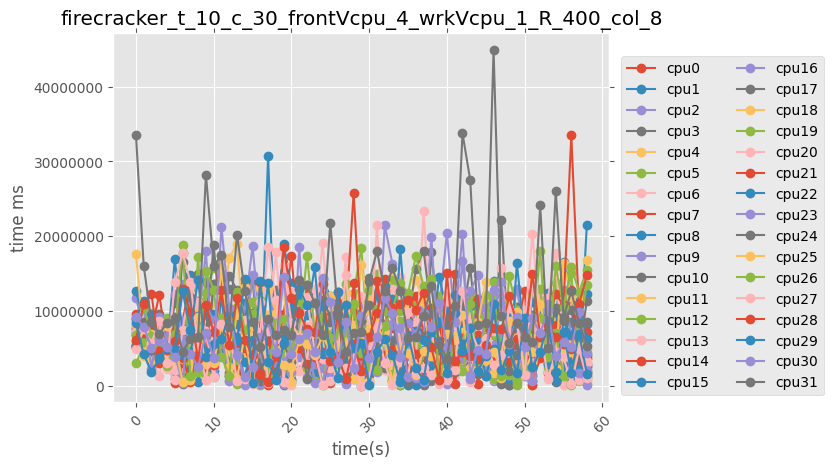 firecracker_t_10_c_30_frontVcpu_4_wrkVcpu_1_R_400_col_8
time ms
40000000
30000000
20000000
10000000
0
0
10
20
30
40
50
60
time(s)
cpu0
cpu1
cpu2
cpu3
cpu4
cpu5
cpu6
cpu7
cpu8
cpu9
cpu10
cpu11
cpu12
cpu13
cpu14
cpu15
cpu16
cpu17
cpu18
cpu19
cpu20
cpu21
cpu22
cpu23
cpu24
cpu25
cpu26
cpu27
cpu28
cpu29
cpu30
cpu31